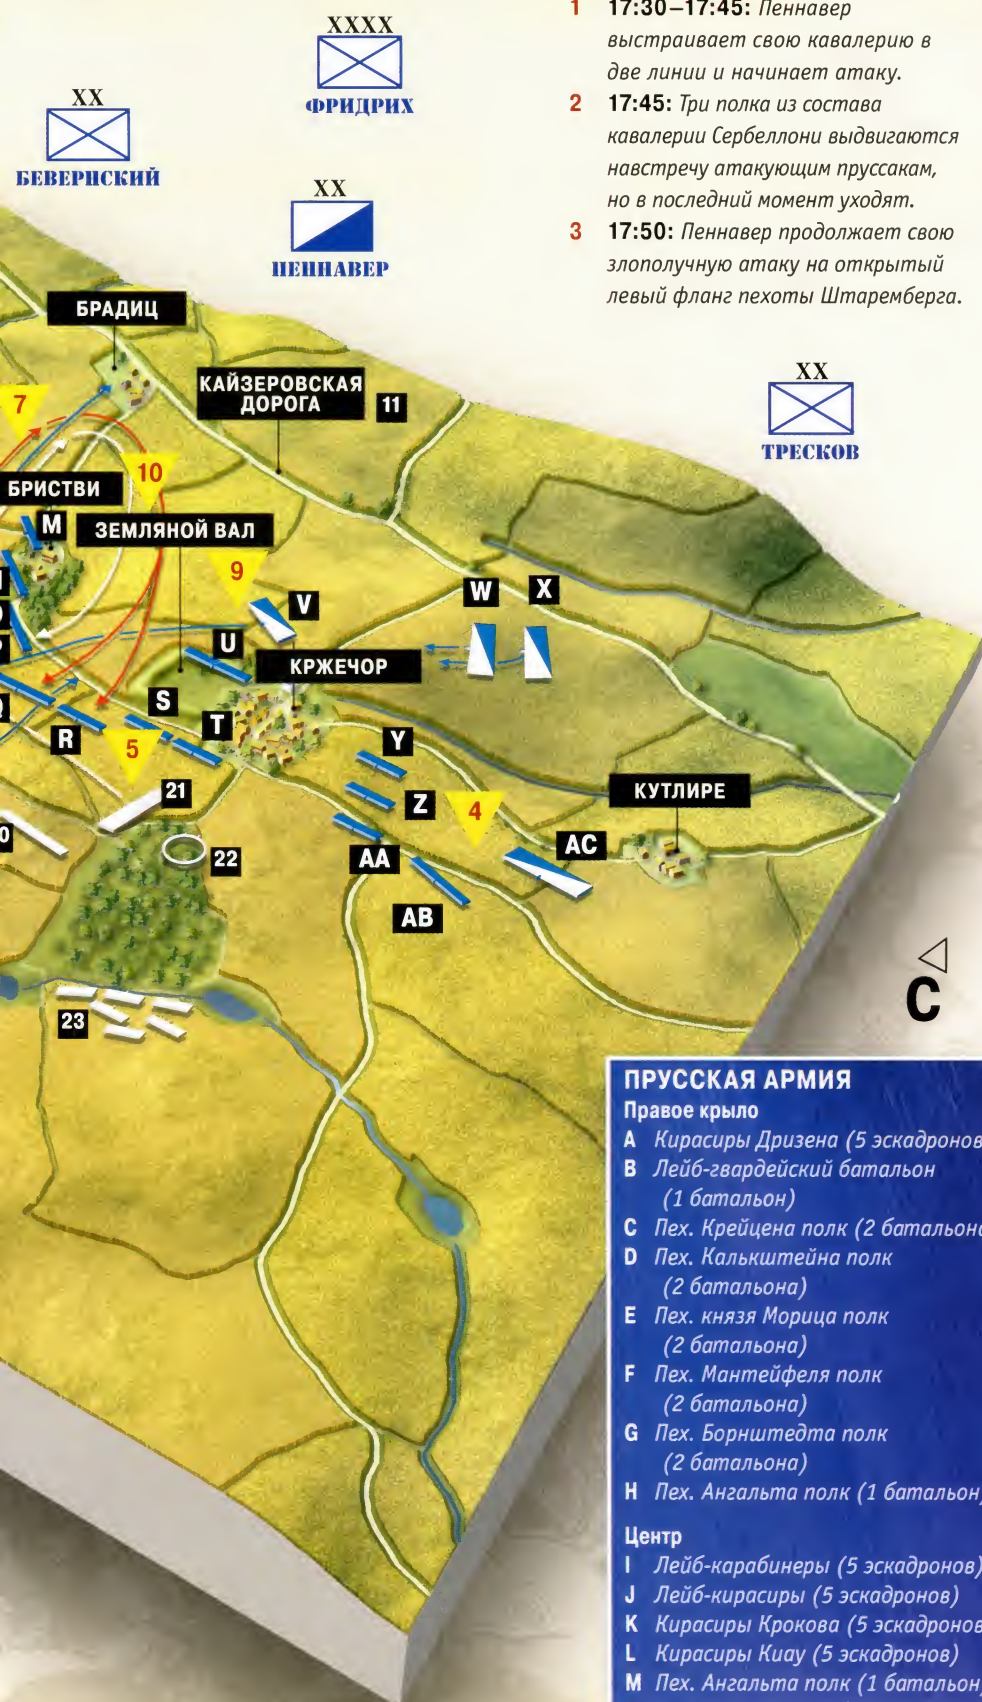 1 17:30–17:45: Пеннавер
выстраивает свою кавалерию в
две линии и начинает атаку.
2 17:45: Три полка из состава
кавалерии Сербеллони выдвигаются
навстречу атакующим пруссакам,
но в последний момент уходят.
3 17:50: Пеннавер продолжает свою
злополучную атаку на открытый
левый фланг пехоты Штаремберга.
XXXX
ФРИДРИХ
XX
БЕВЕРНСКИЙ
XX
ПЕННАВЕР
XX
ТРЕСКОВ
БРАДИЦ
КАЙЗЕРОВСКАЯ
ДОРОГА
11
7
10
БРИСТВИ
M
ЗЕМЛЯНОЙ ВАЛ
9
V
W
X
U
КРЖЕЧОР
S
T
R
5
Y
Z
4
КУТЛИРЕ
21
AA
AC
22
AB
23
C
ПРУССКАЯ АРМИЯ
Правое крыло
A Кирасиры Дризена (5 эскадронов
B Лейб-гвардейский батальон
(1 батальон)
C Пех. Крейцена полк (2 батальона
D Пех. Калькштейна полк
(2 батальона)
E Пех. князя Морица полк
(2 батальона)
F Пех. Мантейфеля полк
(2 батальона)
G Пех. Борнштедта полк
(2 батальона)
H Пех. Ангальта полк (1 батальон)
Центр
I Лейб-карабинеры (5 эскадронов)
J Лейб-кирасиры (5 эскадронов)
K Кирасиры Крокова (5 эскадронов
L Кирасиры Киау (5 эскадронов)
M Пех. Ангальта полк (1 батальон)